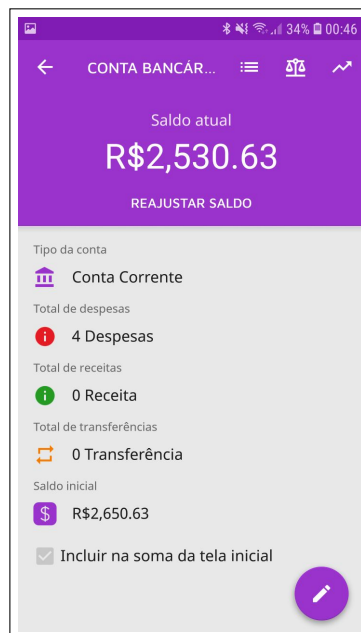 34% 00:46
CONTA BANCÁR...
Saldo atual
R$2,530.63
REAJUSTAR SALDO
Tipo da conta
Conta Corrente
Total de despesas
4 Despesas
Total de receitas
0 Receita
Total de transferências
0 Transferência
Saldo inicial
R$2,650.63
Incluir na soma da tela inicial